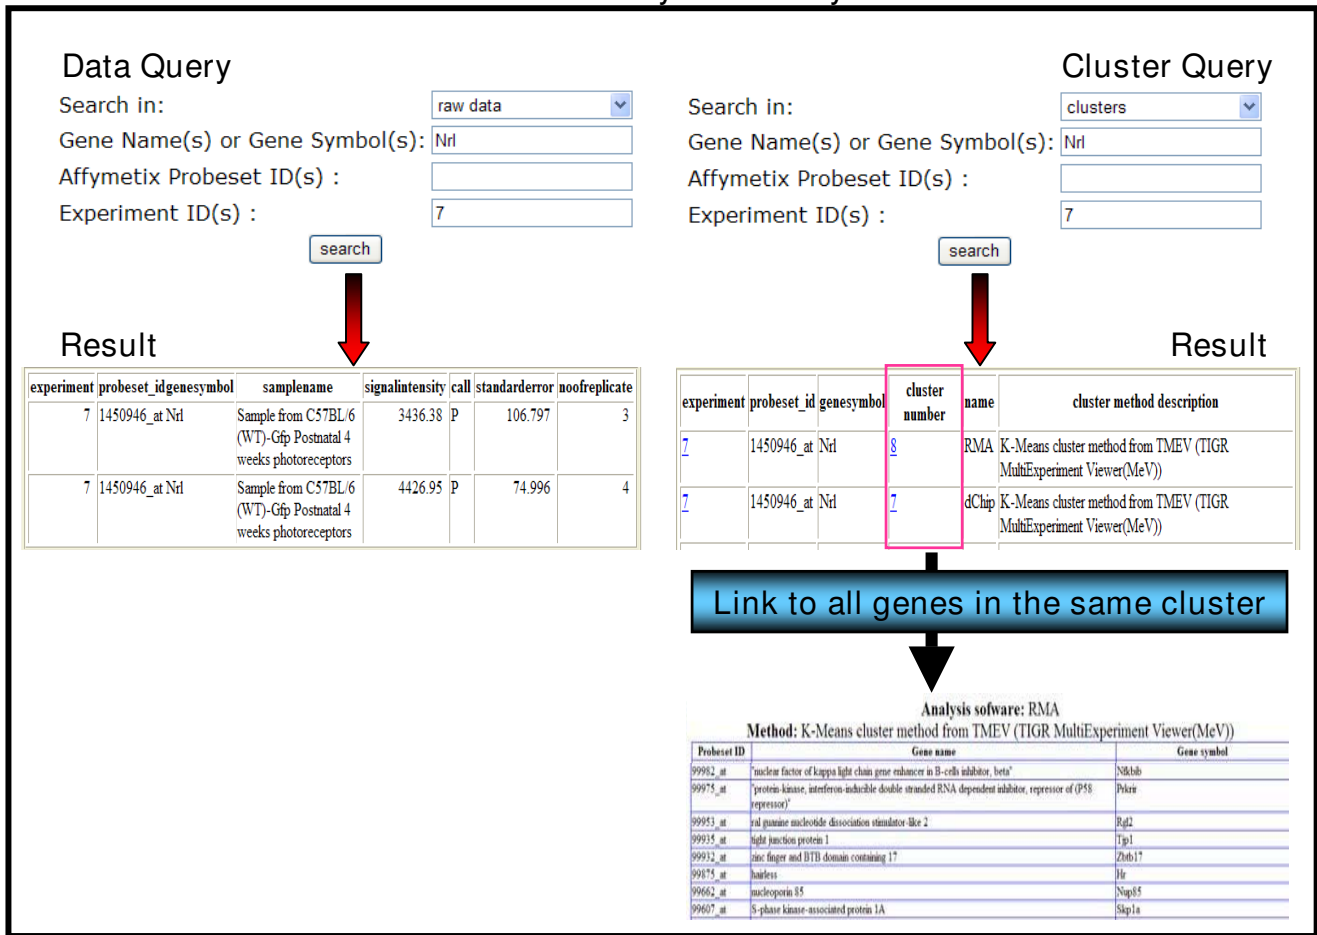 Data Query
Search in: raw data
Gene Name(s) or Gene Symbol(s): Nrl
Affymetix Probeset ID(s) :
Experiment ID(s) : 7
search
Result
experiment probeset_idgenesymbol samplename signalintensity call standarderror noofreplicate
7 1450946_at Nrl Sample from C57BL/6 3436.38 P 106.797 3
(WT)-Gfp Postnatal 4
weeks photoreceptors
7 1450946_at Nrl Sample from C57BL/6 4426.95 P 74.996 4
(WT)-Gfp Postnatal 4
weeks photoreceptors
Cluster Query
Search in: clusters
Gene Name(s) or Gene Symbol(s): Nrl
Affymetix Probeset ID(s) :
Experiment ID(s) : 7
search
Result
experiment probeset_id genesymbol cluster number name cluster method description
7 1450946_at Nrl 8 RMA K-Means cluster method from TMEV (TIGR
MultiExperiment Viewer(MeV))
7 1450946_at Nrl 7 dChip K-Means cluster method from TMEV (TIGR
MultiExperiment Viewer(MeV))
Link to all genes in the same cluster
Analysis sofware: RMA
Method: K-Means cluster method from TMEV (TIGR MultiExperiment Viewer(MeV))
Probeset ID Gene name Gene symbol
99982_at "nuclear factor of kappa light chain gene enhancer in B-cells inhibitor, beta" Nfkbib
99975_at "protein-kinase, interferon-inducible double stranded RNA dependent inhibitor, repressor of (P58 Prkrir
repressor)"
99953_at ral guanine nucleotide dissociation stimulator-like 2 Rgl2
99935_at tight junction protein 1 Tjp1
99932_at zinc finger and BTB domain containing 17 Zbtb17
99875_at hairless Hr
99662_at nucleoporin 85 Nup85
99607_at S-phase kinase-associated protein 1A Skp1a